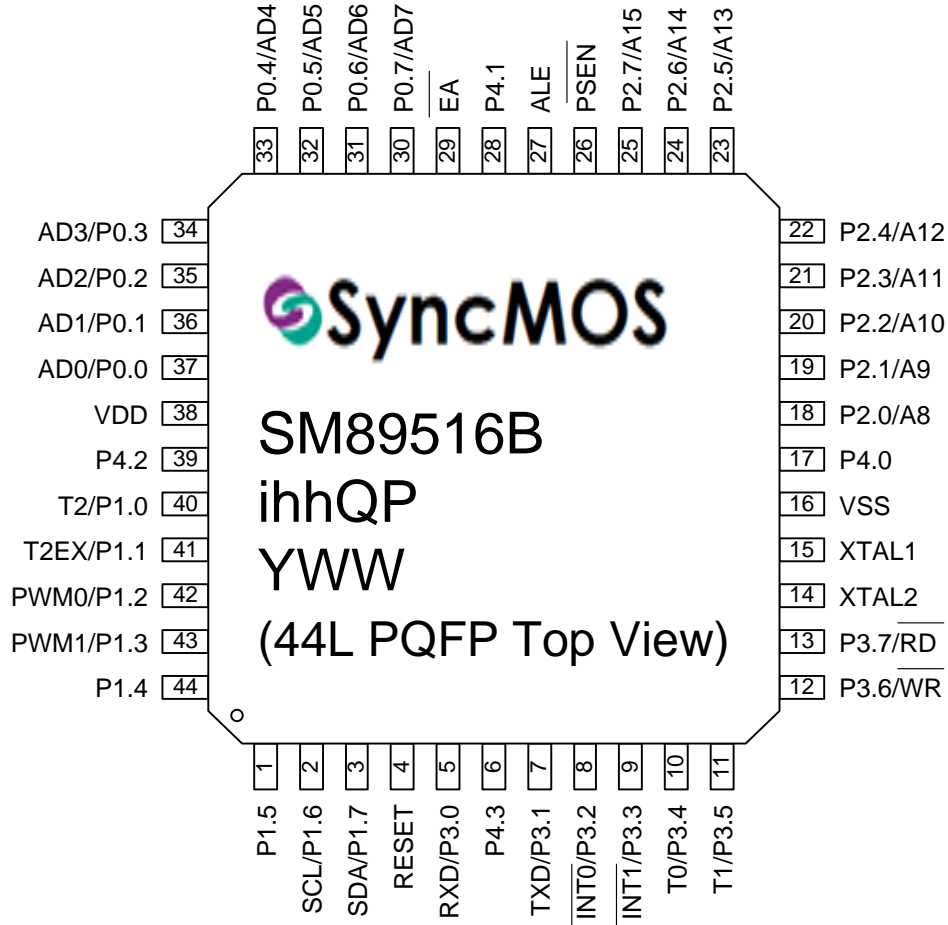 P0.4/AD4
P0.5/AD5
P0.6/AD6
P0.7/AD7
EA
P4.1
ALE
PSEN
P2.7/A15
P2.6/A14
P2.5/A13
33
32
31
30
29
28
27
26
25
24
23
AD3/P0.3 34
AD2/P0.2 35
AD1/P0.1 36
AD0/P0.0 37
VDD 38
P4.2 39
T2/P1.0 40
T2EX/P1.1 41
PWM0/P1.2 42
PWM1/P1.3 43
P1.4 44
SyncMOS
SM89516B
ihhQP
YWW
(44L PQFP Top View)
22 P2.4/A12
21 P2.3/A11
20 P2.2/A10
19 P2.1/A9
18 P2.0/A8
17 P4.0
16 VSS
15 XTAL1
14 XTAL2
13 P3.7/RD
12 P3.6/WR
1
2
3
4
5
6
7
8
9
10
11
P1.5
SCL/P1.6
SDA/P1.7
RESET
RXD/P3.0
P4.3
TXD/P3.1
INT0/P3.2
INT1/P3.3
T0/P3.4
T1/P3.5